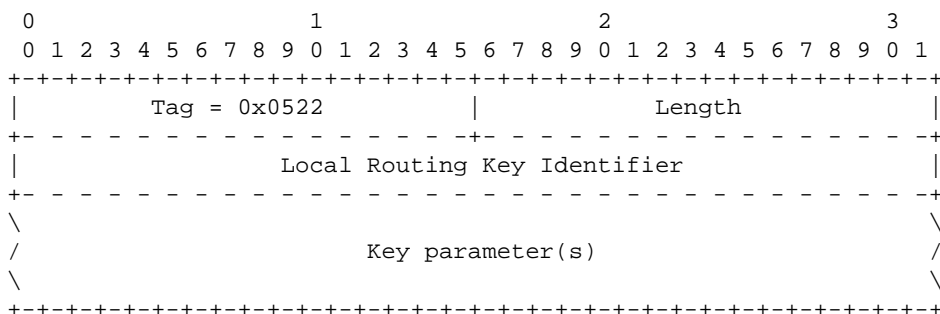 0                   1                   2                   3
 0 1 2 3 4 5 6 7 8 9 0 1 2 3 4 5 6 7 8 9 0 1 2 3 4 5 6 7 8 9 0 1
+-+-+-+-+-+-+-+-+-+-+-+-+-+-+-+-+-+-+-+-+-+-+-+-+-+-+-+-+-+-+-+-+
|         Tag = 0x0522          |            Length             |
+- - - - - - - - - - - - - - - -+- - - - - - - - - - - - - - - -+
|                  Local Routing Key Identifier                 |
+- - - - - - - - - - - - - - - - - - - - - - - - - - - - - - - -+
\                                                               \
/                        Key parameter(s)                       /
\                                                               \
+-+-+-+-+-+-+-+-+-+-+-+-+-+-+-+-+-+-+-+-+-+-+-+-+-+-+-+-+-+-+-+-+